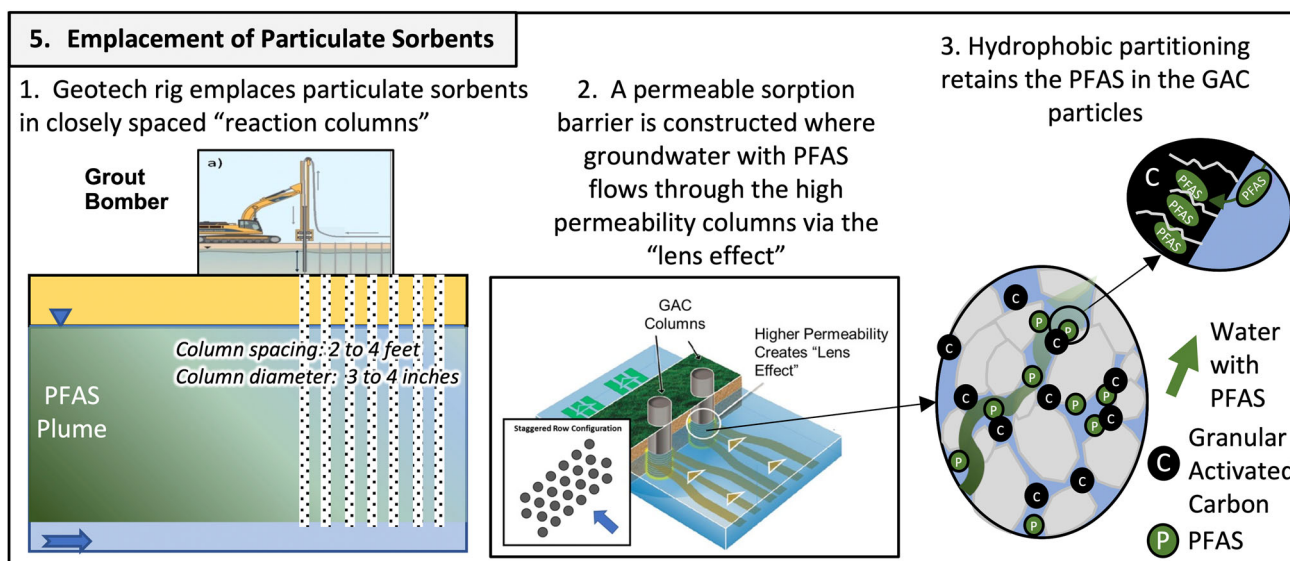 5. Emplacement of Particulate Sorbents
1. Geotech rig emplaces particulate sorbents
in closely spaced “reaction columns”
Grout
Bomber
a)
Column spacing: 2 to 4 feet
Column diameter: 3 to 4 inches
PFAS
Plume
2. A permeable sorption
barrier is constructed where
groundwater with PFAS
flows through the high
permeability columns via the
“lens effect”
GAC
Columns
Higher Permeability
Creates “Lens
Effect”
Staggered Row Configuration
3. Hydrophobic partitioning
retains the PFAS in the GAC
particles
C
PFAS
PFAS
PFAS
PFAS
C
P
P
C
C
P
C
C
P
C
P
P
C
P
C
P
C
C
P
Water
with
PFAS
C
Granular
Activated
Carbon
P
PFAS